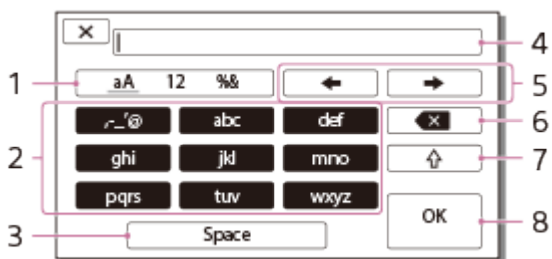 4
1 aA 12 %& 5
,-_'@ abc def 6
2 ghi jkl mno 7
pqrs tuv wxyz
OK 8
3 Space